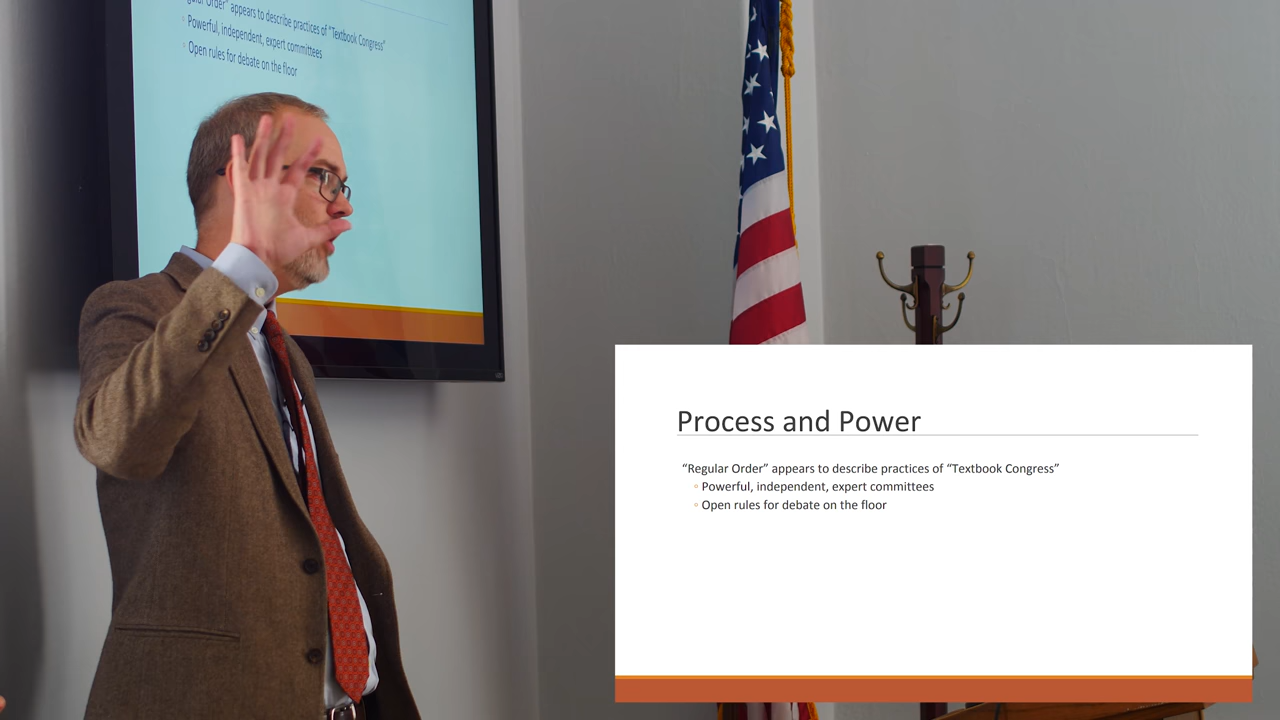 gular Order” appears to describe practices of “Textbook Congress”
◦ Powerful, independent, expert committees
◦ Open rules for debate on the floor
Process and Power
“Regular Order” appears to describe practices of “Textbook Congress”
◦ Powerful, independent, expert committees
◦ Open rules for debate on the floor